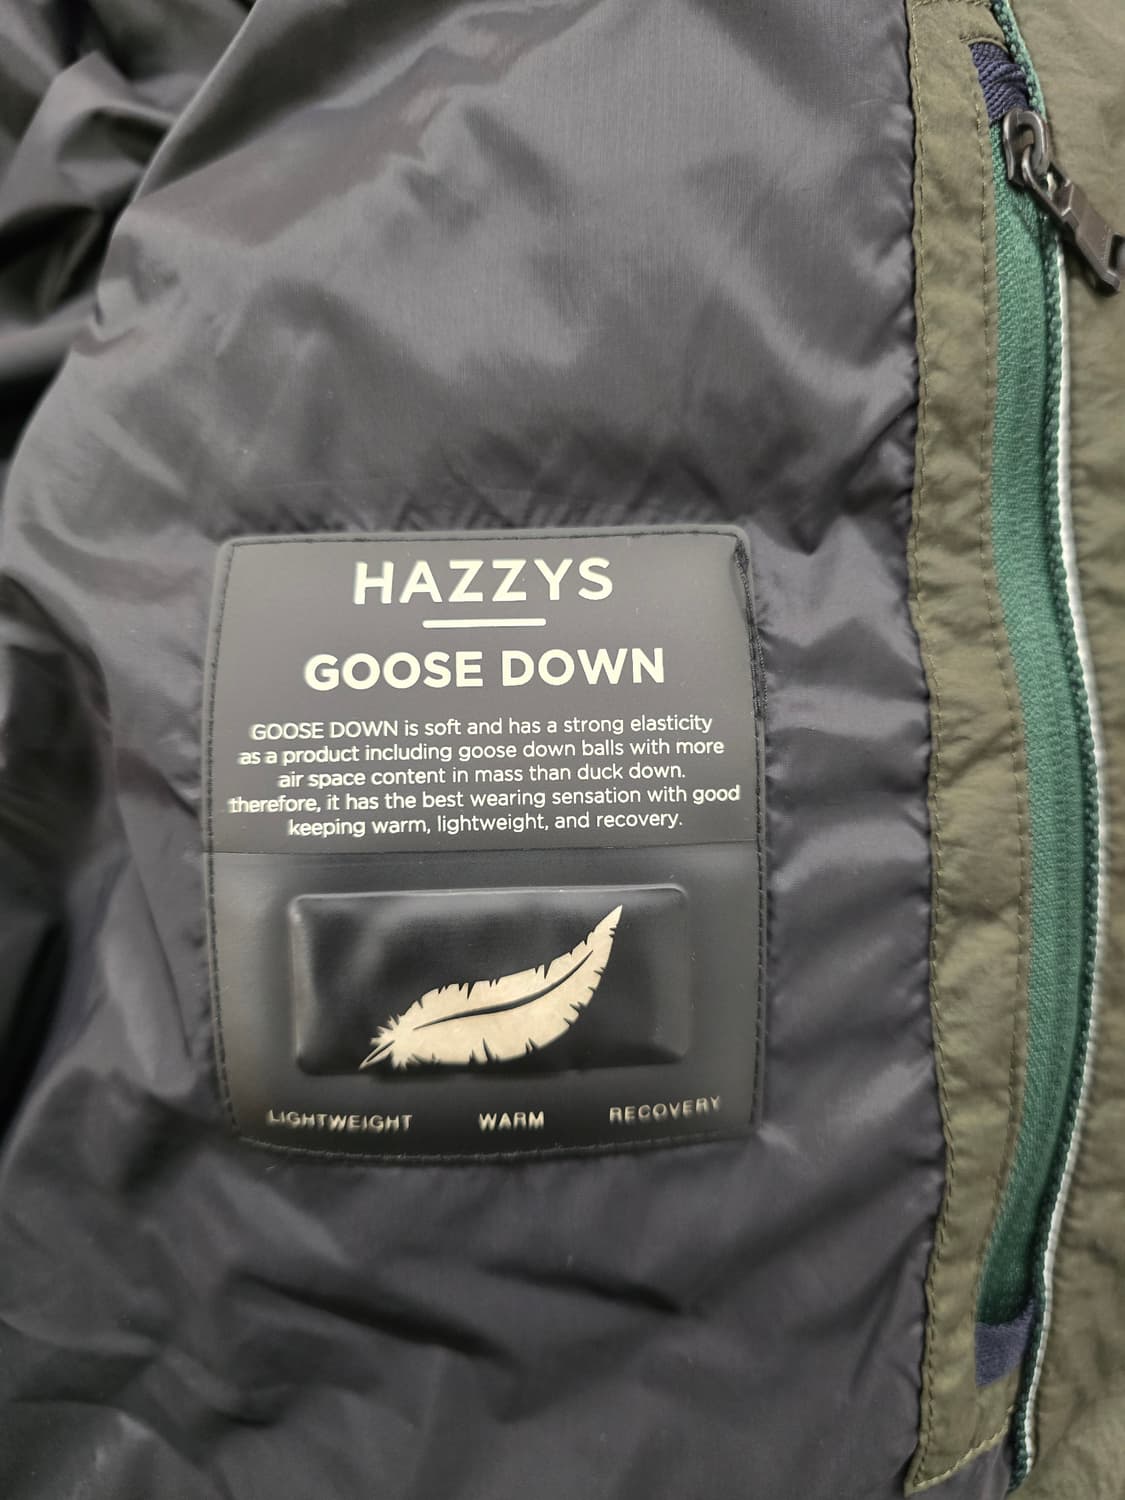 HAZZYS
GOOSE DOWN
GOOSE DOWN is soft and has a strong elasticity
as a product including goose down balls with more
air space content in mass than duck down.
therefore, it has the best wearing sensation with good
keeping warm, lightweight, and recovery.
LIGHTWEIGHT WARM RECOVERY